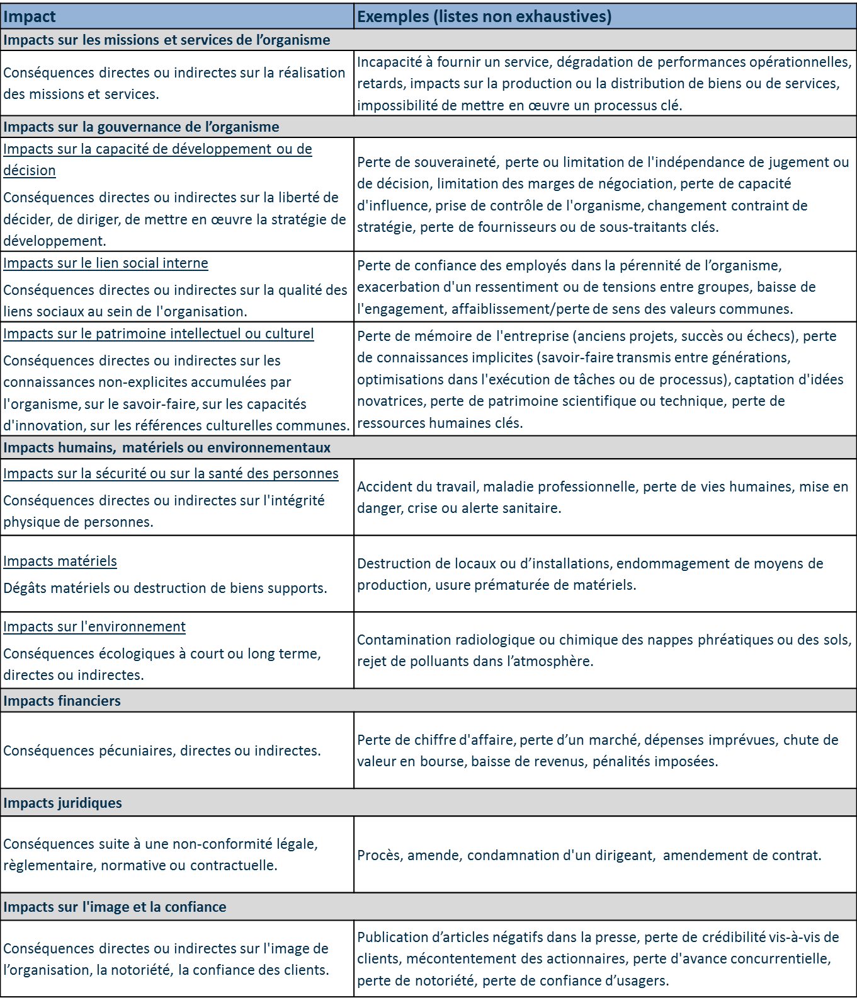 Impact
Exemples (listes non exhaustives)
Impacts sur les missions et services de l’organisme
Conséquences directes ou indirectes sur la réalisation
des missions et services.
Incapacité à fournir un service, dégradation de performances opérationnelles,
retards, impacts sur la production ou la distribution de biens ou de services,
impossibilité de mettre en œuvre un processus clé.
Impacts sur la gouvernance de l’organisme
Impacts sur la capacité de développement ou de
décision
Conséquences directes ou indirectes sur la liberté de
décider, de diriger, de mettre en œuvre la stratégie de
développement.
Perte de souveraineté, perte ou limitation de l'indépendance de jugement ou
de décision, limitation des marges de négociation, perte de capacité
d'influence, prise de contrôle de l'organisme, changement contraint de
stratégie, perte de fournisseurs ou de sous-traitants clés.
Impacts sur le lien social interne
Conséquences directes ou indirectes sur la qualité des
liens sociaux au sein de l'organisation.
Perte de confiance des employés dans la pérennité de l’organisme,
exacerbation d'un ressentiment ou de tensions entre groupes, baisse de
l'engagement, affaiblissement/perte de sens des valeurs communes.
Impacts sur le patrimoine intellectuel ou culturel
Conséquences directes ou indirectes sur les
connaissances non-explicites accumulées par
l'organisme, sur le savoir-faire, sur les capacités
d'innovation, sur les références culturelles communes.
Perte de mémoire de l'entreprise (anciens projets, succès ou échecs), perte
de connaissances implicites (savoir-faire transmis entre générations,
optimisations dans l'exécution de tâches ou de processus), captation d'idées
novatrices, perte de patrimoine scientifique ou technique, perte de
ressources humaines clés.
Impacts humains, matériels ou environnementaux
Impacts sur la sécurité ou sur la santé des personnes
Conséquences directes ou indirectes sur l'intégrité
physique de personnes.
Accident du travail, maladie professionnelle, perte de vies humaines, mise en
danger, crise ou alerte sanitaire.
Impacts matériels
Dégâts matériels ou destruction de biens supports.
Destruction de locaux ou d’installations, endommagement de moyens de
production, usure prématurée de matériels.
Impacts sur l'environnement
Conséquences écologiques à court ou long terme,
directes ou indirectes.
Contamination radiologique ou chimique des nappes phréatiques ou des sols,
rejet de polluants dans l’atmosphère.
Impacts financiers
Conséquences pécuniaires, directes ou indirectes.
Perte de chiffre d'affaire, perte d’un marché, dépenses imprévues, chute de
valeur en bourse, baisse de revenus, pénalités imposées.
Impacts juridiques
Conséquences suite à une non-conformité légale,
règlementaire, normative ou contractuelle.
Procès, amende, condamnation d'un dirigeant, amendement de contrat.
Impacts sur l'image et la confiance
Conséquences directes ou indirectes sur l'image de
l’organisation, la notoriété, la confiance des clients.
Publication d’articles négatifs dans la presse, perte de crédibilité vis-à-vis de
clients, mécontentement des actionnaires, perte d'avance concurrentielle,
perte de notoriété, perte de confiance d’usagers.